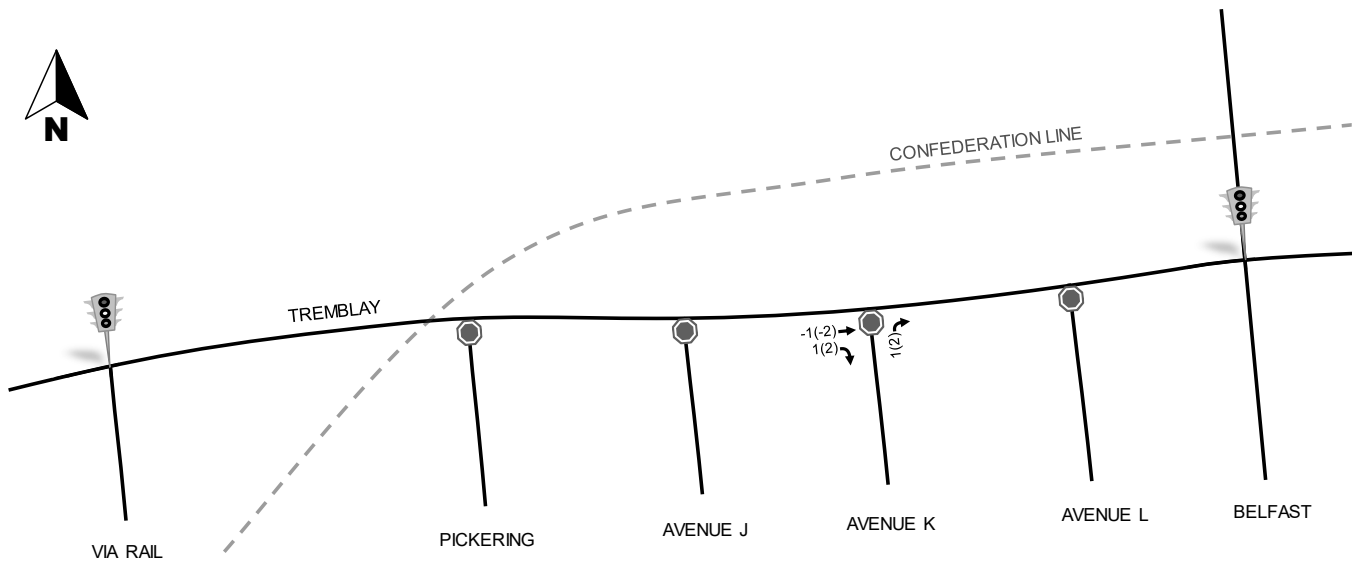 N
CONFEDERATION LINE
TREMBLAY
-1(-2)
1(2)
1(2)
VIA RAIL
PICKERING
AVENUE J
AVENUE K
AVENUE L
BELFAST